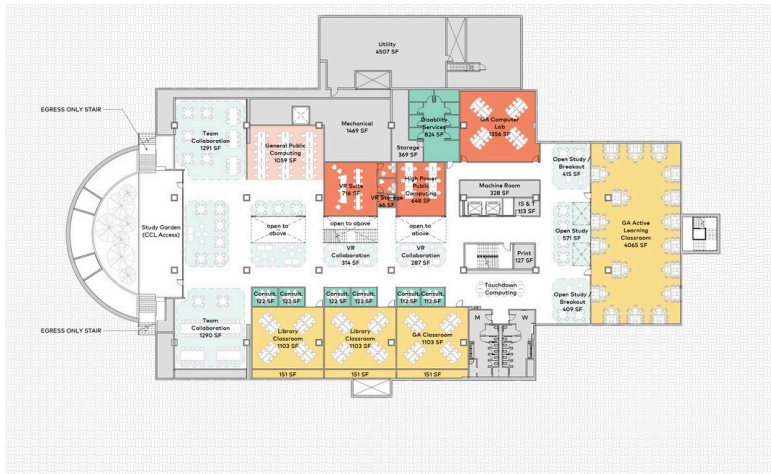 Utility
4507 SF
EGRESS ONLY STAIR
Team
Collaboration
1291 SF
General Public
Computing
1059 SF
Mechanical
1469 SF
Storage
369 SF
Disability
Services
824 SF
GA Computer
Lab
1356 SF
Open Study /
Breakout
415 SF
VR Suite
716 SF
VR Storage
46 SF
High Power
Public
Computing
648 SF
Machine Room
328 SF
IS & T
113 SF
Study Garden
(CCL Access)
open to
above
open to above
open to
above
Open Study
571 SF
GA Active
Learning
Classroom
4065 SF
VR
Collaboration
314 SF
VR
Collaboration
287 SF
Print
127 SF
Touchdown
Computing
Consult.
122 SF
Consult.
122 SF
Consult.
122 SF
Consult.
122 SF
Consult.
112 SF
Consult.
112 SF
Open Study /
Breakout
409 SF
EGRESS ONLY STAIR
Team
Collaboration
1290 SF
Library
Classroom
1103 SF
Library
Classroom
1103 SF
GA Classroom
1103 SF
M
W
151 SF
151 SF
151 SF